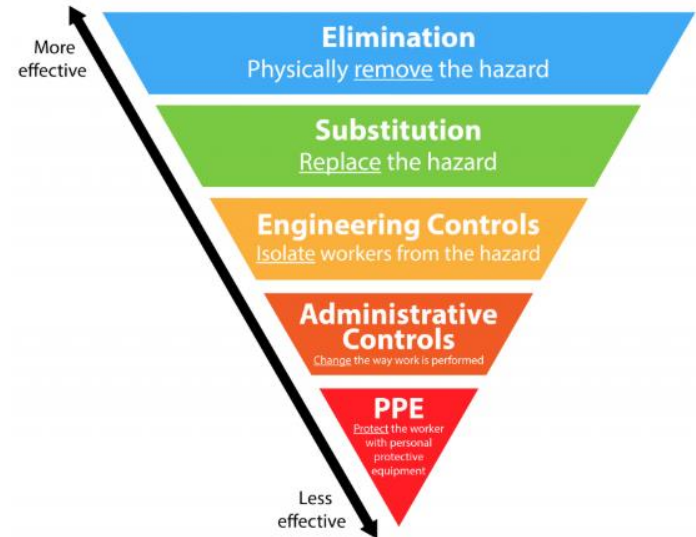 More
effective
Elimination
Physically remove the hazard
Substitution
Replace the hazard
Engineering Controls
Isolate workers from the hazard
Administrative
Controls
Change the way work is performed
PPE
Protect the worker
with personal
protective
equipment
Less
effective